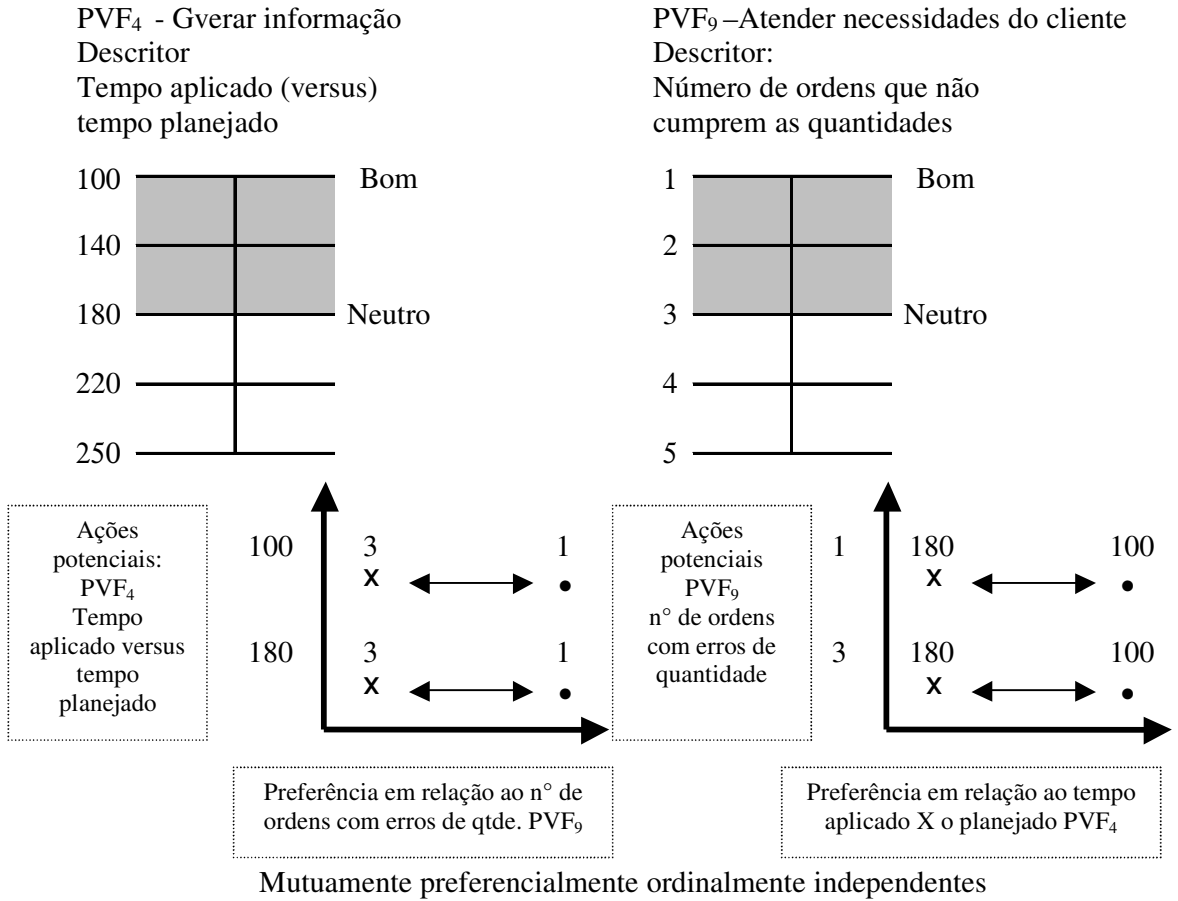 PVF₄ - Gverar informação
Descritor
Tempo aplicado (versus)
tempo planejado
PVF₉ –Atender necessidades do cliente
Descritor:
Número de ordens que não
cumprem as quantidades
100 Bom
140
180 Neutro
220
250
1 Bom
2
3 Neutro
4
5
Ações
potenciais:
PVF₄
Tempo
aplicado versus
tempo
planejado
100 3 1
X
180 3 1
X
Preferência em relação ao n° de
ordens com erros de qtde. PVF₉
Ações
potenciais
PVF₉
n° de ordens
com erros de
quantidade
1 180 100
X
3 180 100
X
Preferência em relação ao tempo
aplicado X o planejado PVF₄
Mutuamente preferencialmente ordinalmente independentes